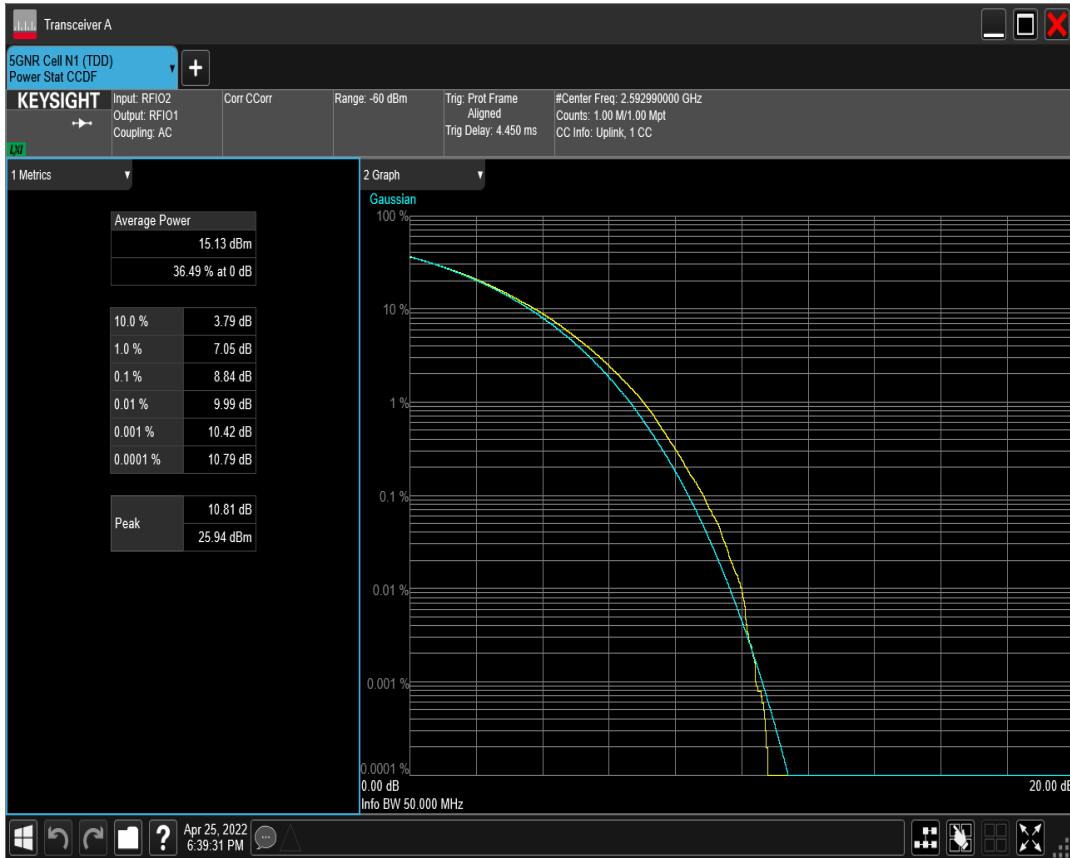 Transceiver A
5GNR Cell N1 (TDD)
Power Stat CCDF
+
KEYSIGHT
LXI
Input: RFIO2
Output: RFIO1
Coupling: AC
Corr CCorr
Range: -60 dBm
Trig: Prot Frame
Aligned
Trig Delay: 4.450 ms
#Center Freq: 2.592990000 GHz
Counts: 1.00 M/1.00 Mpt
CC Info: Uplink, 1 CC
1 Metrics
Average Power
15.13 dBm
36.49 % at 0 dB
10.0 % 3.79 dB
1.0 % 7.05 dB
0.1 % 8.84 dB
0.01 % 9.99 dB
0.001 % 10.42 dB
0.0001 % 10.79 dB
Peak
10.81 dB
25.94 dBm
2 Graph
Gaussian
100 %
10 %
1 %
0.1 %
0.01 %
0.001 %
0.0001 %
0.00 dB 20.00 dB
Info BW 50.000 MHz
?
Apr 25, 2022
6:39:31 PM